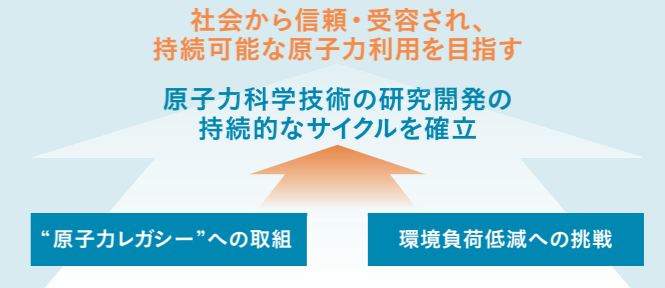 社会から信頼・受容され、
持続可能な原子力利用を目指す
原子力科学技術の研究開発の
持続的なサイクルを確立
“原子力レガシー”への取組
環境負荷低減への挑戦